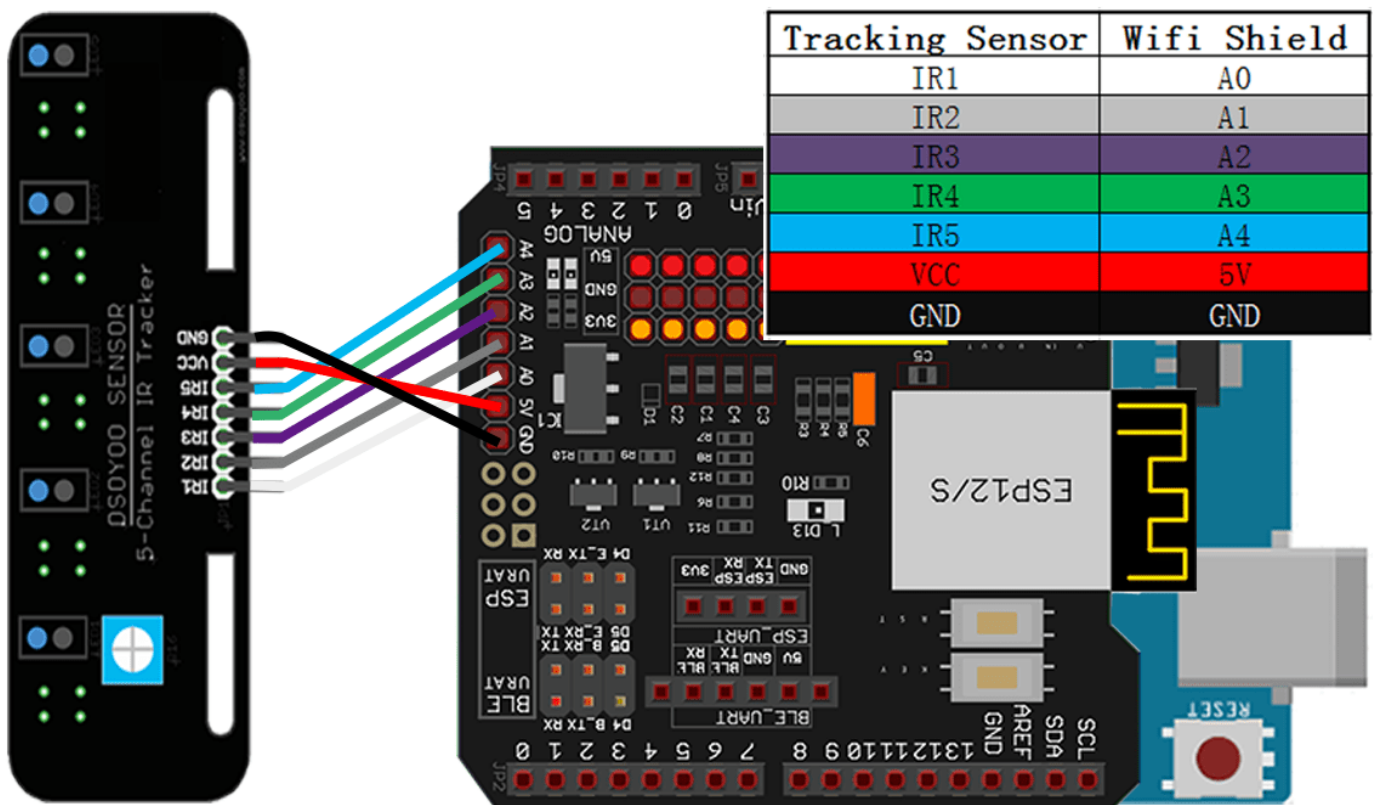 Tracking Sensor Wifi Shield
IR1 A0
IR2 A1
IR3 A2
IR4 A3
IR5 A4
VCC 5V
GND GND
OSOYOO SENSOR
5-Channel IR Tracker
GND
VCC
IR5
IR4
IR3
IR2
IR1
JP4
JP5
5 4 3 2 1 0
Vin
ANALOG
A4
A3
A2
A1
A0
5V
GND
5V
GND
3V3
IC1
D1
C2
C1
C4
C3
R3
R4
R5
C6
C5
R7
R8
R12
R6
R11
R10
R9
VT2
VT1
R10
D13
L
ESP12/S
URAT
ESP
RX E_TX D4
TX E_RX D5
3V3 ESP RX ESP TX GND
ESP_UART
URAT
BLE
TX B_RX D5
RX B_TX D4
BLE RX BLE TX GND 5V
BLE_UART
R S T
K E Y
RESET
GND
AREF
SDA
SCL
JP2
0 1 2 3 4 5 6 7
8 9 10 11 12 13